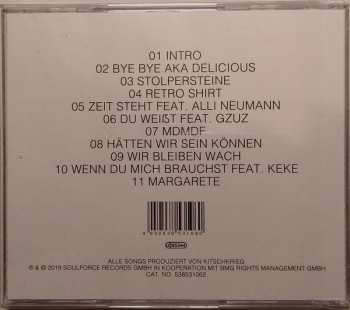 01 INTRO
02 BYE BYE AKA DELICIOUS
03 STOLPERSTEINE
04 RETRO SHIRT
05 ZEIT STEHT FEAT. ALLI NEUMANN
06 DU WEIßT FEAT. GZUZ
07 MDMDF
08 HÄTTEN WIR SEIN KÖNNEN
09 WIR BLEIBEN WACH
10 WENN DU MICH BRAUCHST FEAT. KEKE
11 MARGARETE
ALLE SONGS PRODUZIERT VON KITSCHKRIEG
℗ & © 2019 SOULFORCE RECORDS GMBH IN KOOPERATION MIT BMG RIGHTS MANAGEMENT GMBH
CAT. NO. 538531062